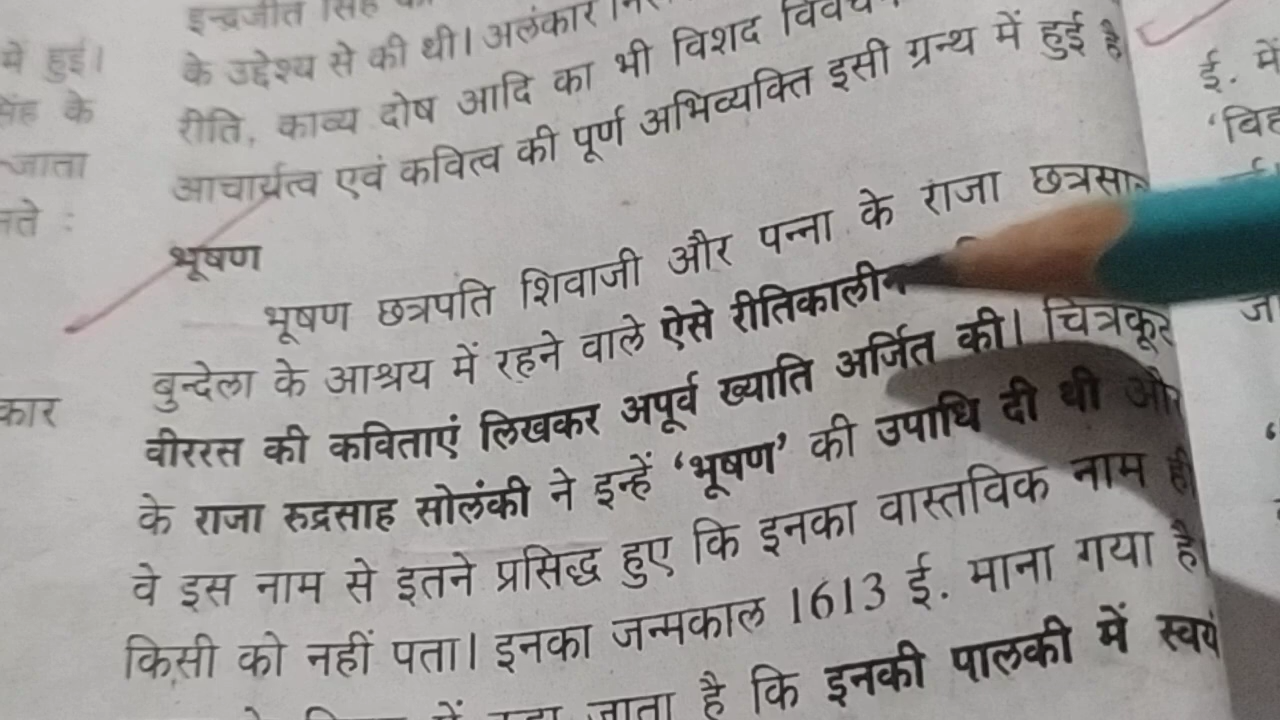 इन्द्रजीत सिंह
के उद्देश्य से की थी। अलंकार
रीति, काव्य दोष आदि का भी विशद
आचार्यत्व एवं कवित्व की पूर्ण अभिव्यक्ति इसी ग्रन्थ में हुई है
भूषण
भूषण छत्रपति शिवाजी और पन्ना के राजा छत्रसाल
बुन्देला के आश्रय में रहने वाले ऐसे रीतिकालीन
वीररस की कविताएं लिखकर अपूर्व ख्याति अर्जित की। चित्रकूट
के राजा रुद्रसाह सोलंकी ने इन्हें ‘भूषण’ की उपाधि दी थी और
वे इस नाम से इतने प्रसिद्ध हुए कि इनका वास्तविक नाम ही
किसी को नहीं पता। इनका जन्मकाल 1613 ई. माना गया है।
जाता है कि इनकी पालकी में स्वयं
में हुई।
के
जाता
कार
ई. में